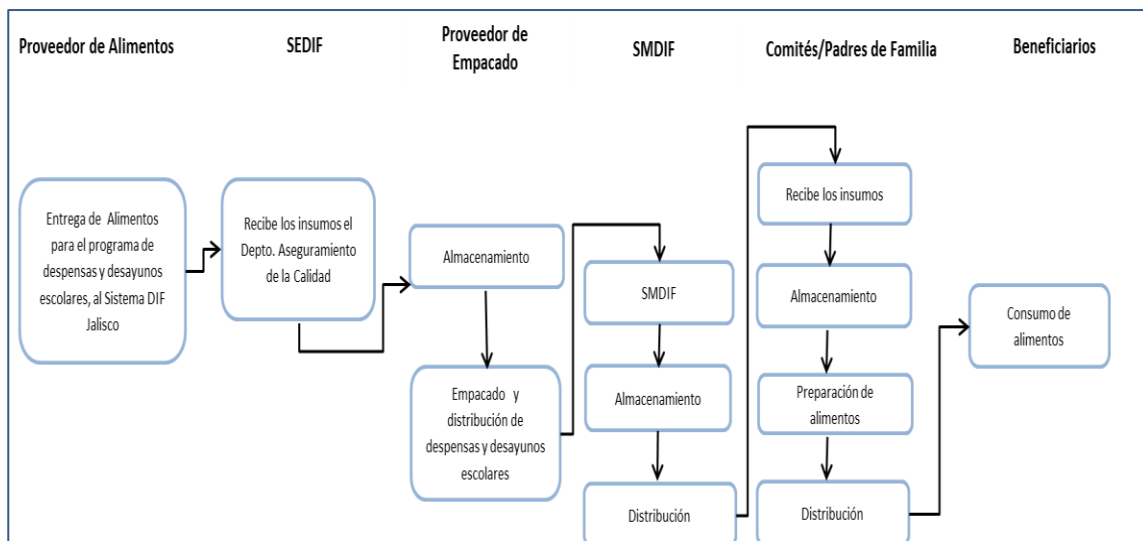 Proveedor de Alimentos
SEDIF
Proveedor de
Empacado
SMDIF
Comités/Padres de Familia
Beneficiarios
Entrega de Alimentos
para el programa de
despensas y desayunos
escolares, al Sistema DIF
Jalisco
Recibe los insumos el
Depto. Aseguramiento
de la Calidad
Almacenamiento
Empacado y
distribución de
despensas y desayunos
escolares
SMDIF
Almacenamiento
Distribución
Recibe los insumos
Almacenamiento
Preparación de
alimentos
Distribución
Consumo de
alimentos